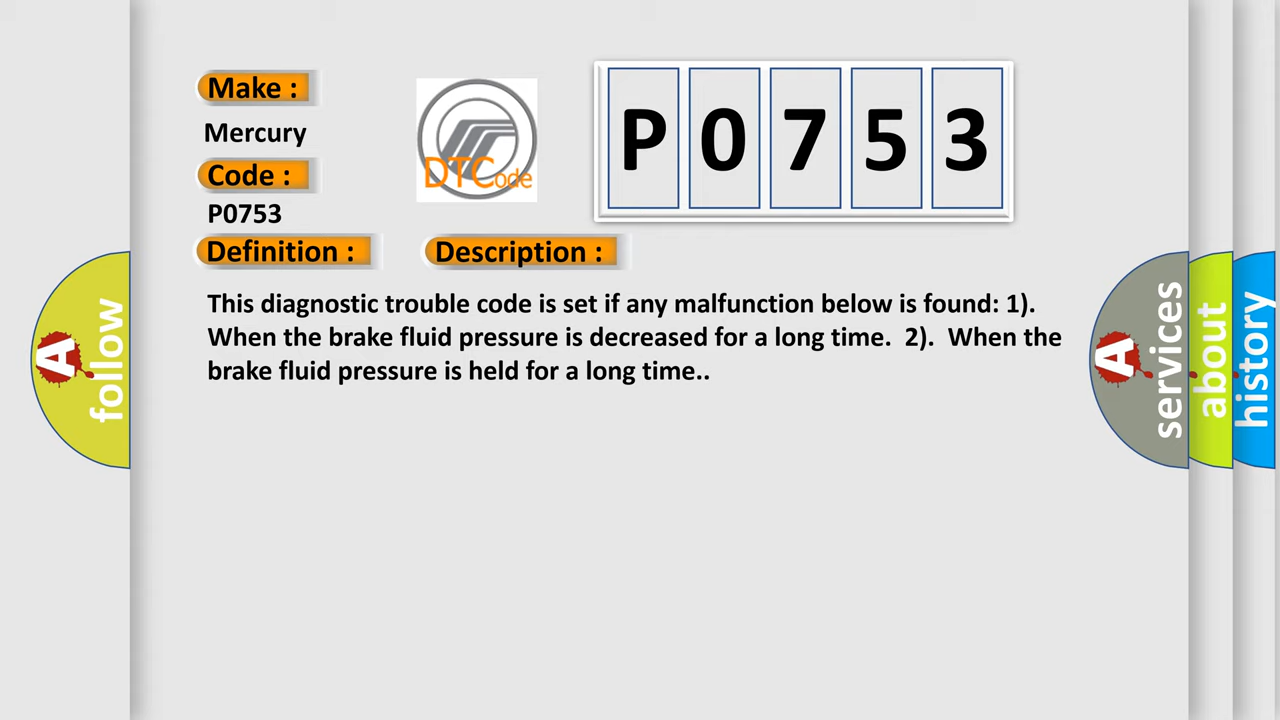 Make :
Mercury
Code :
P0753
Definition :
Description :
DTCode
P0753
This diagnostic trouble code is set if any malfunction below is found: 1).
When the brake fluid pressure is decreased for a long time. 2). When the
brake fluid pressure is held for a long time..
A follow
A services
about
history